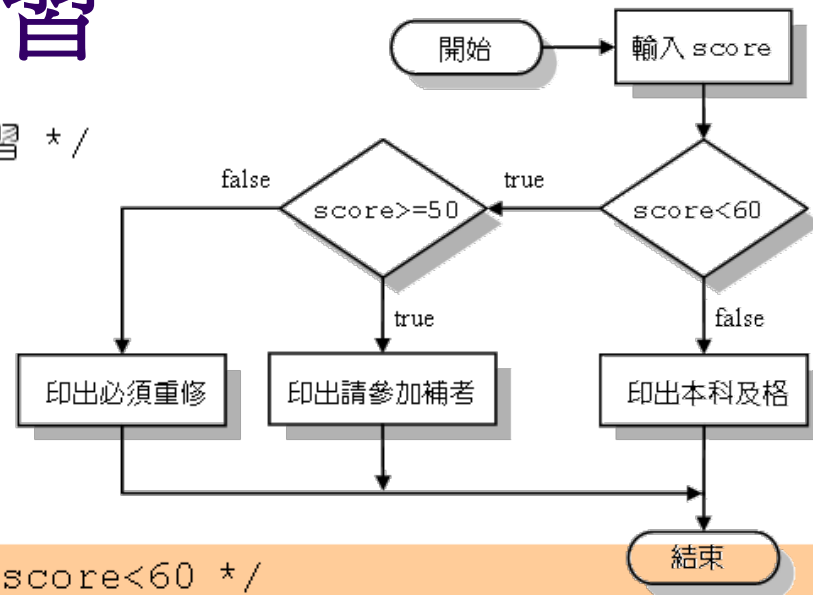 習
開始
輸入 score
習 */
false
true
score>=50
score<60
true
false
印出必須重修
印出請參加補考
印出本科及格
結束
score<60 */